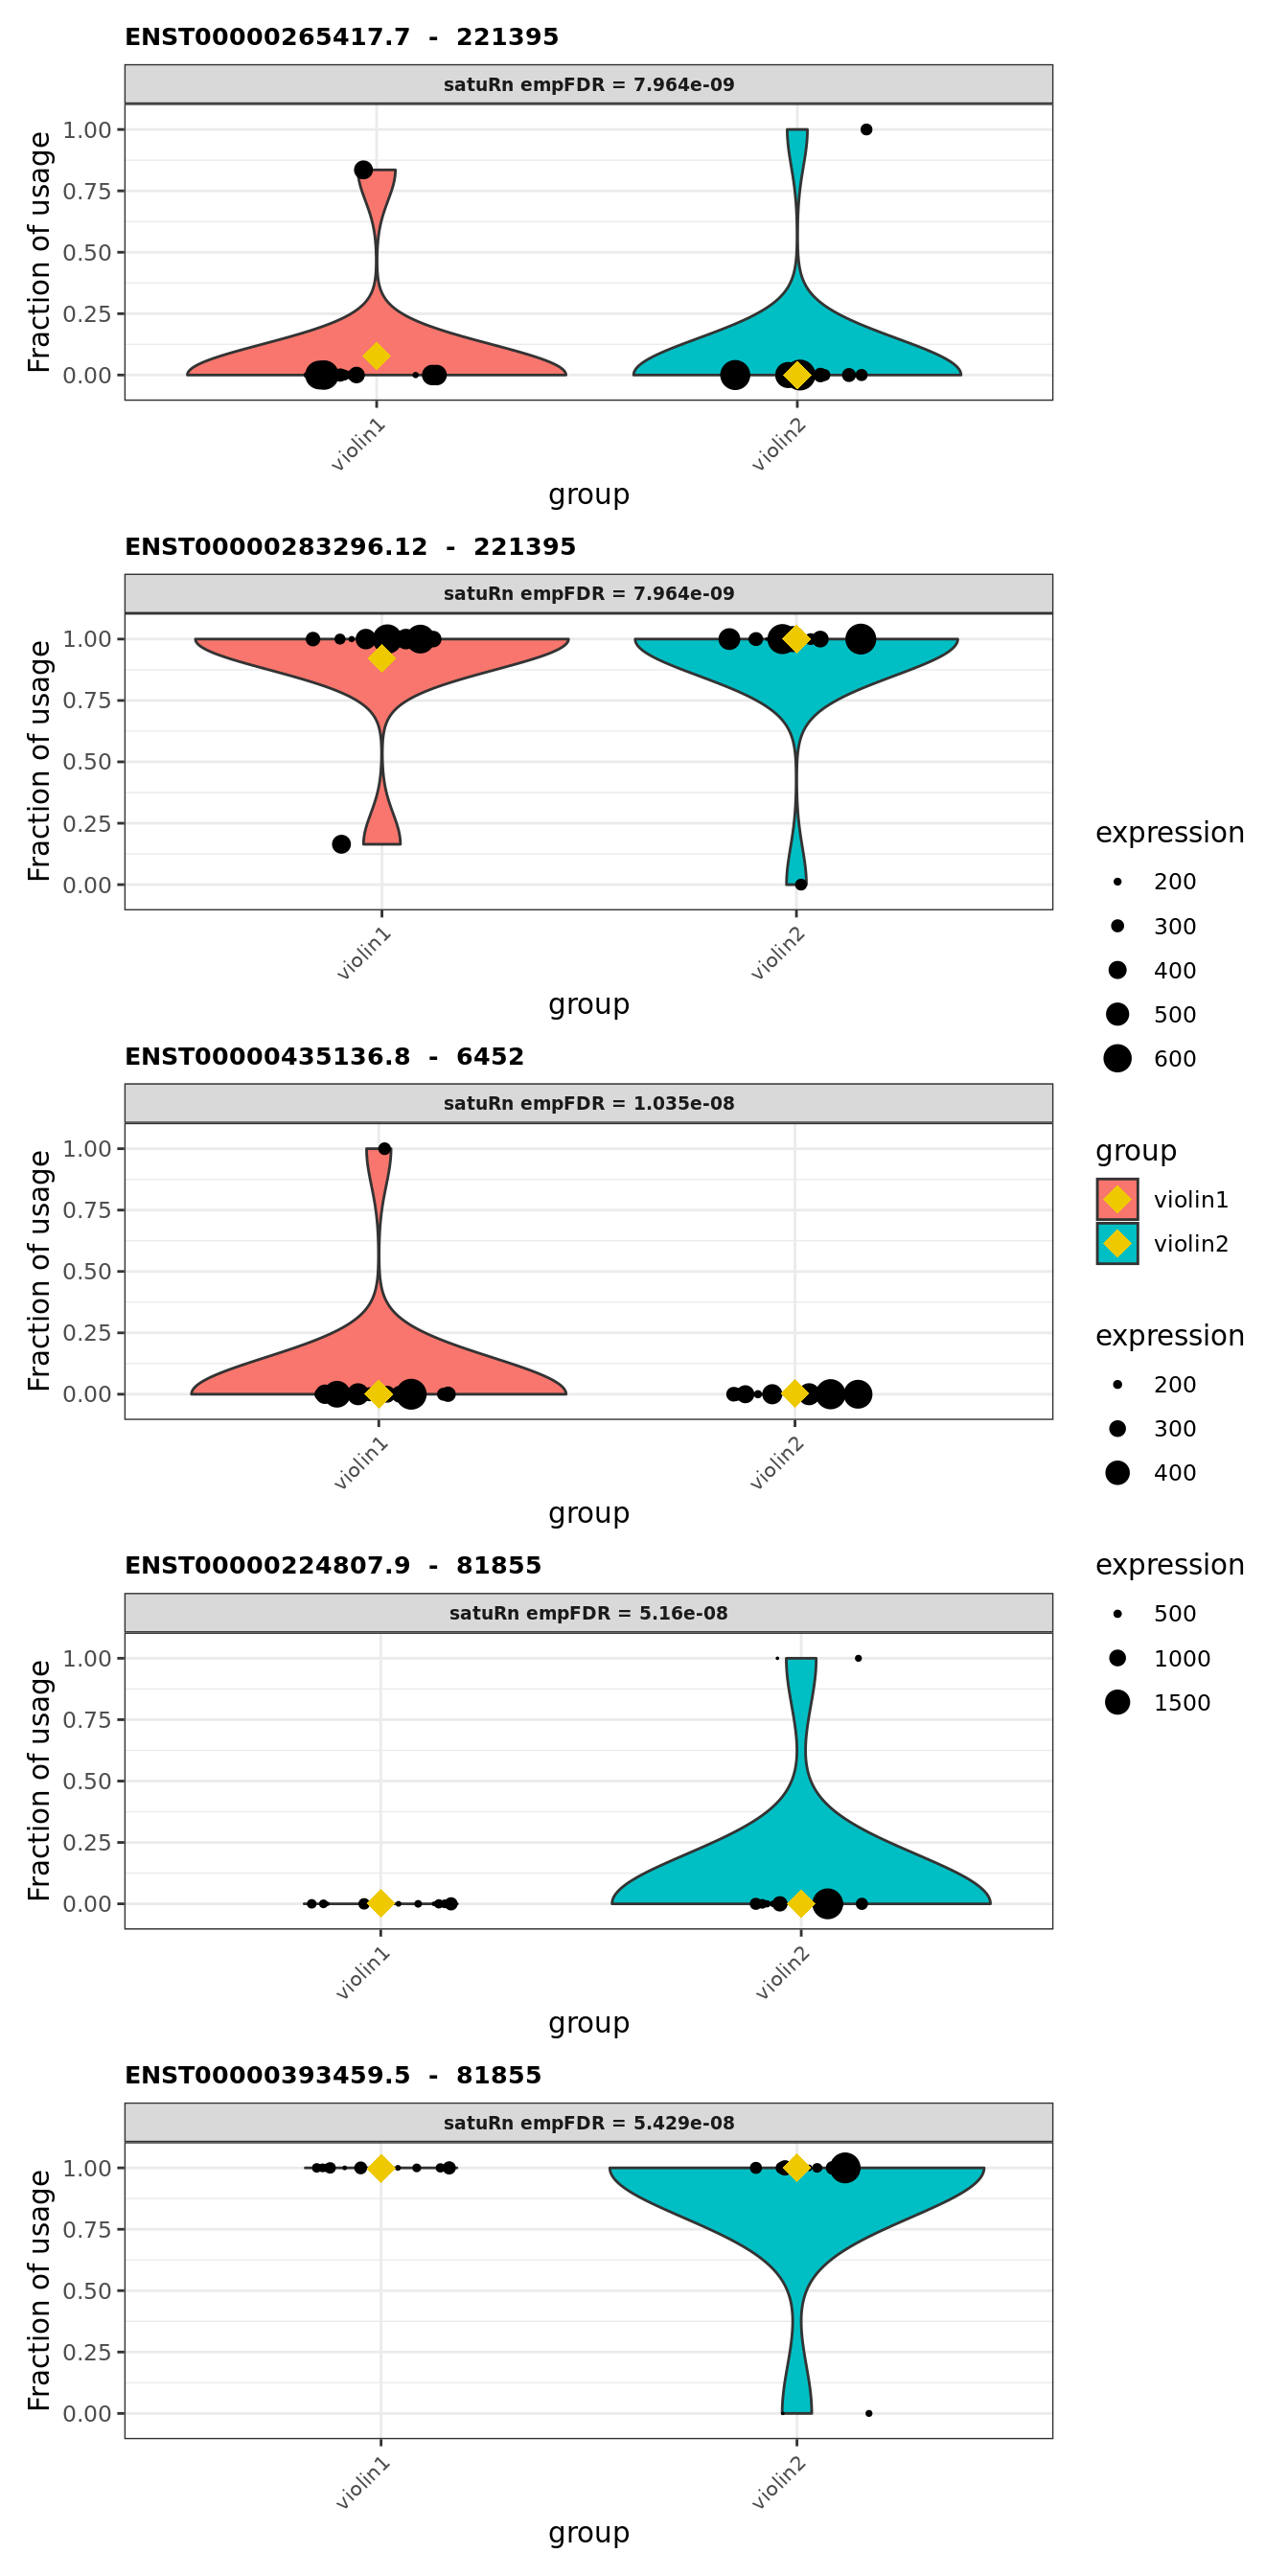 ENST00000265417.7 - 221395
satuRn empFDR = 7.964e-09
Fraction of usage
1.00
0.75
0.50
0.25
0.00
violin1
violin2
group
ENST00000283296.12 - 221395
satuRn empFDR = 7.964e-09
Fraction of usage
1.00
0.75
0.50
0.25
0.00
violin1
violin2
group
ENST00000435136.8 - 6452
satuRn empFDR = 1.035e-08
Fraction of usage
1.00
0.75
0.50
0.25
0.00
violin1
violin2
group
ENST00000224807.9 - 81855
satuRn empFDR = 5.16e-08
Fraction of usage
1.00
0.75
0.50
0.25
0.00
violin1
violin2
group
ENST00000393459.5 - 81855
satuRn empFDR = 5.429e-08
Fraction of usage
1.00
0.75
0.50
0.25
0.00
violin1
violin2
group
expression
200
300
400
500
600
group
violin1
violin2
expression
200
300
400
expression
500
1000
1500